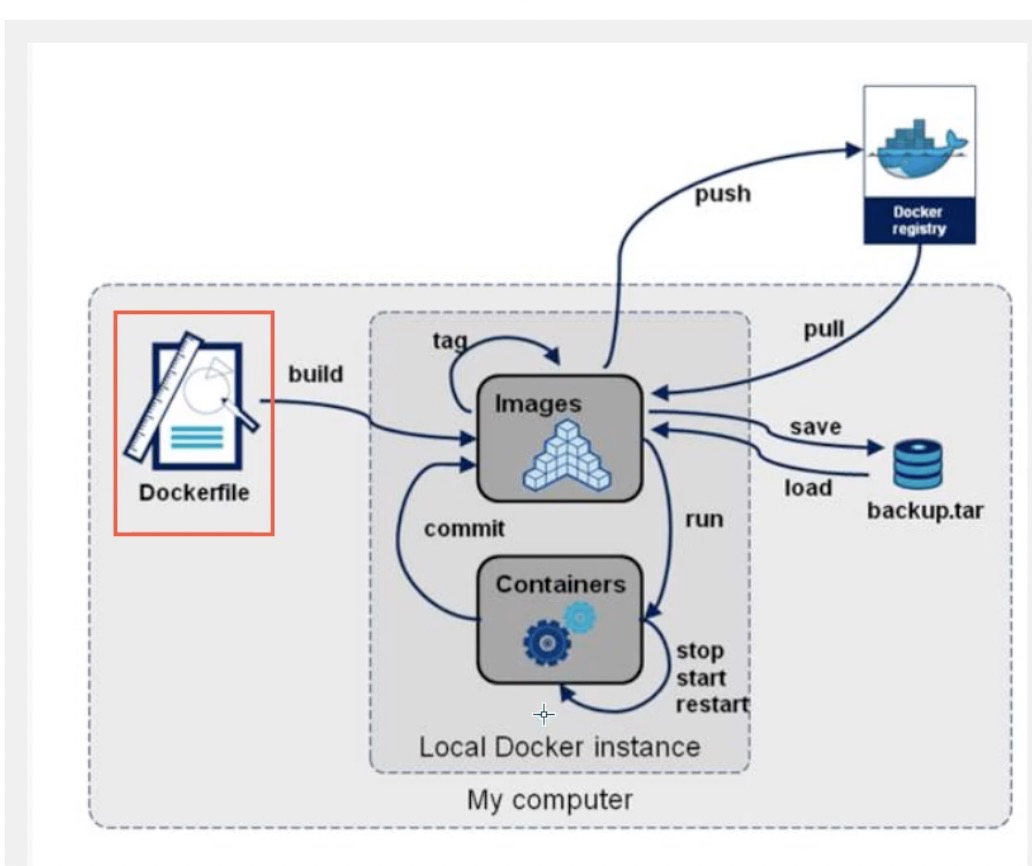 Docker
registry
push
pull
tag
build
Images
save
load
backup.tar
Dockerfile
commit
run
Containers
stop
start
restart
Local Docker instance
My computer